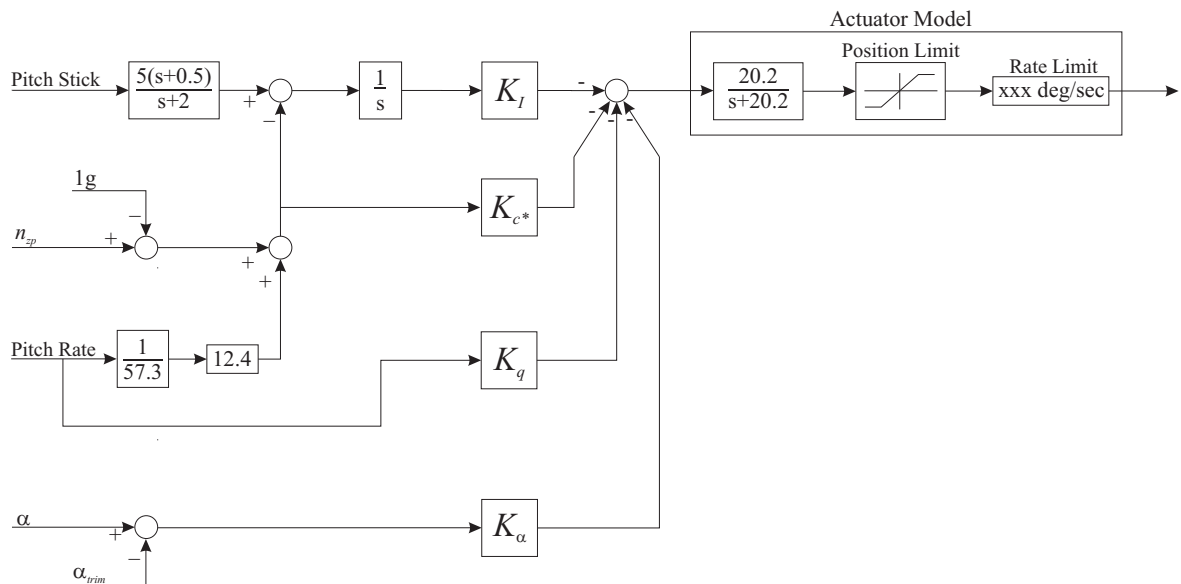 Actuator Model
Pitch Stick
5(s+0.5)
s+2
+
−
1
s
K_I
-
-
-
-
20.2
s+20.2
Position Limit
Rate Limit
xxx deg/sec
1g
−
n_zp
+
+
+
K_c*
Pitch Rate
1
57.3
12.4
K_q
α
+
−
α_trim
K_α